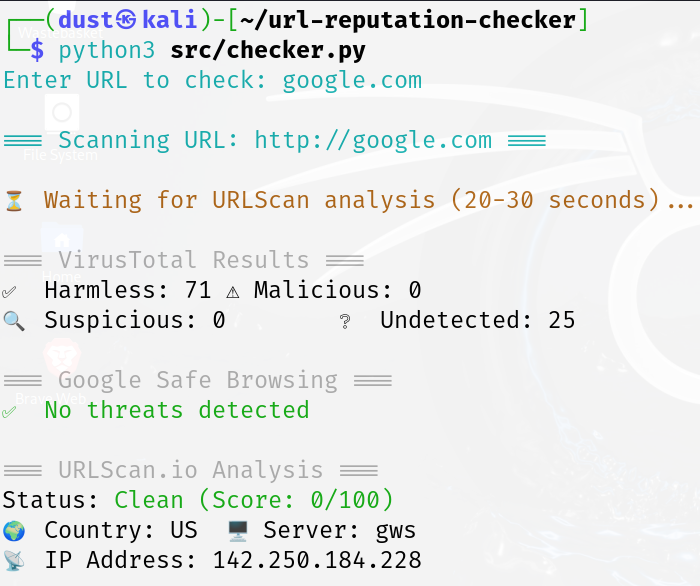 ┌──(dust㉿kali)-[~/url-reputation-checker]
└─$ python3 src/checker.py
Enter URL to check: google.com
File System
=== Scanning URL: http://google.com ===
⏳ Waiting for URLScan analysis (20-30 seconds)...
=== VirusTotal Results ===
Home
✅ Harmless: 71 ⚠ Malicious: 0
🔍 Suspicious: 0 ❔ Undetected: 25
=== Google Safe Browsing ===
✅ No threats detected
=== URLScan.io Analysis ===
Status: Clean (Score: 0/100)
🌍 Country: US 🖥️ Server: gws
📡 IP Address: 142.250.184.228